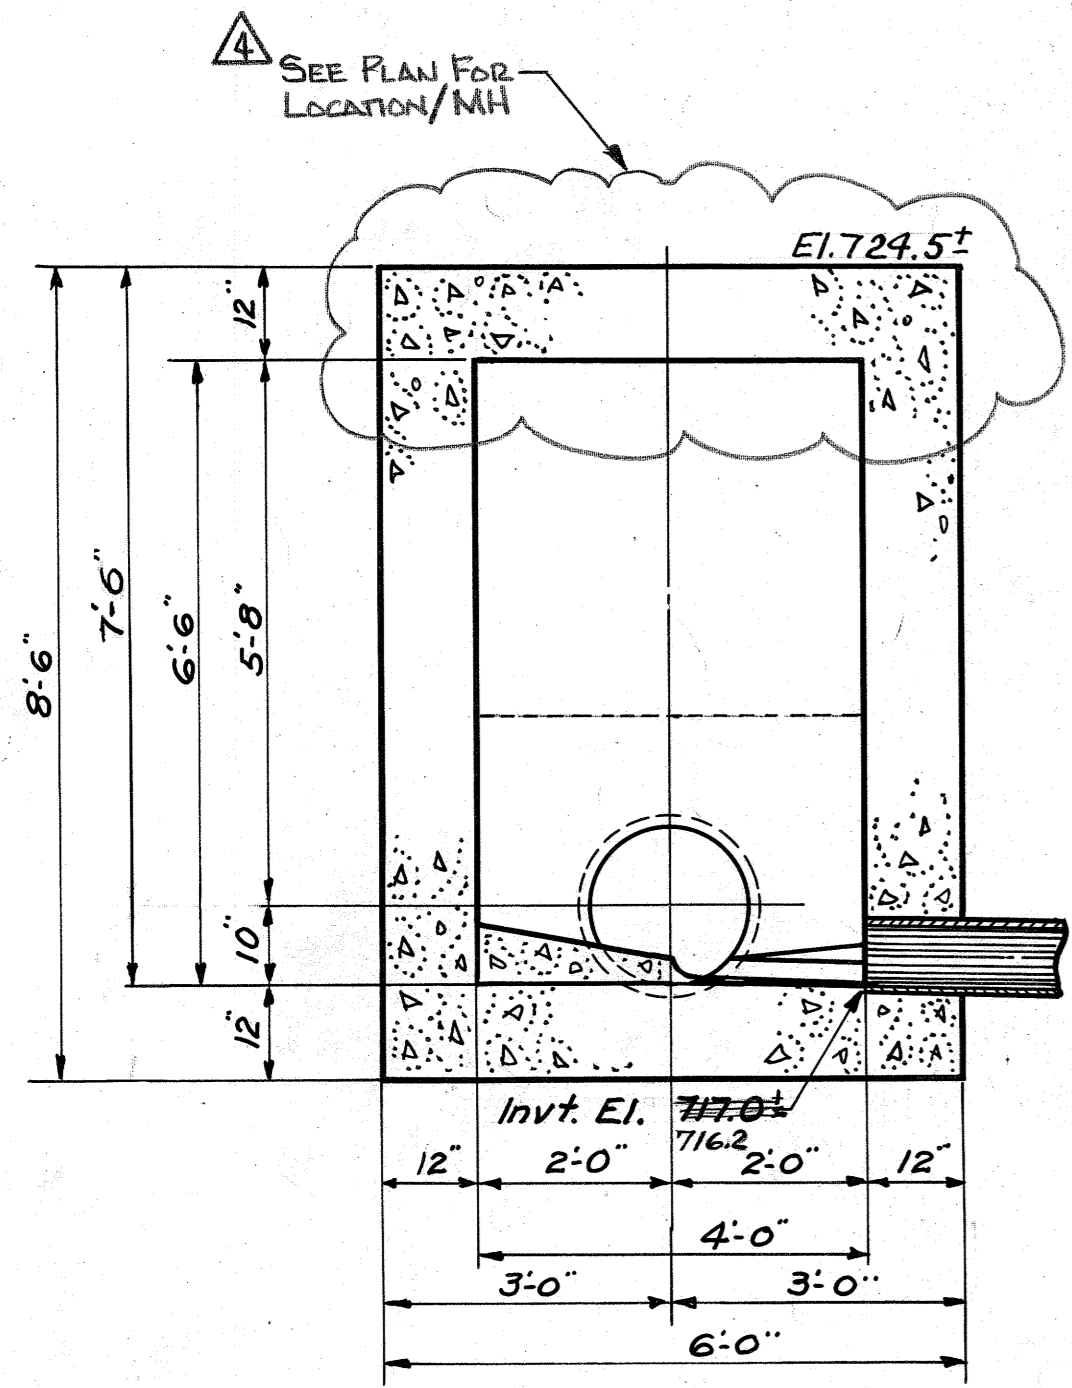 4
SEE PLAN FOR
LOCATION/MH
El. 724.5±
12"
8'-6"
7'-6"
6'-6"
5'-8"
10"
12"
Invt. El. 717.0±
716.2
12" 2'-0" 2'-0" 12"
4'-0"
3'-0" 3'-0"
6'-0"